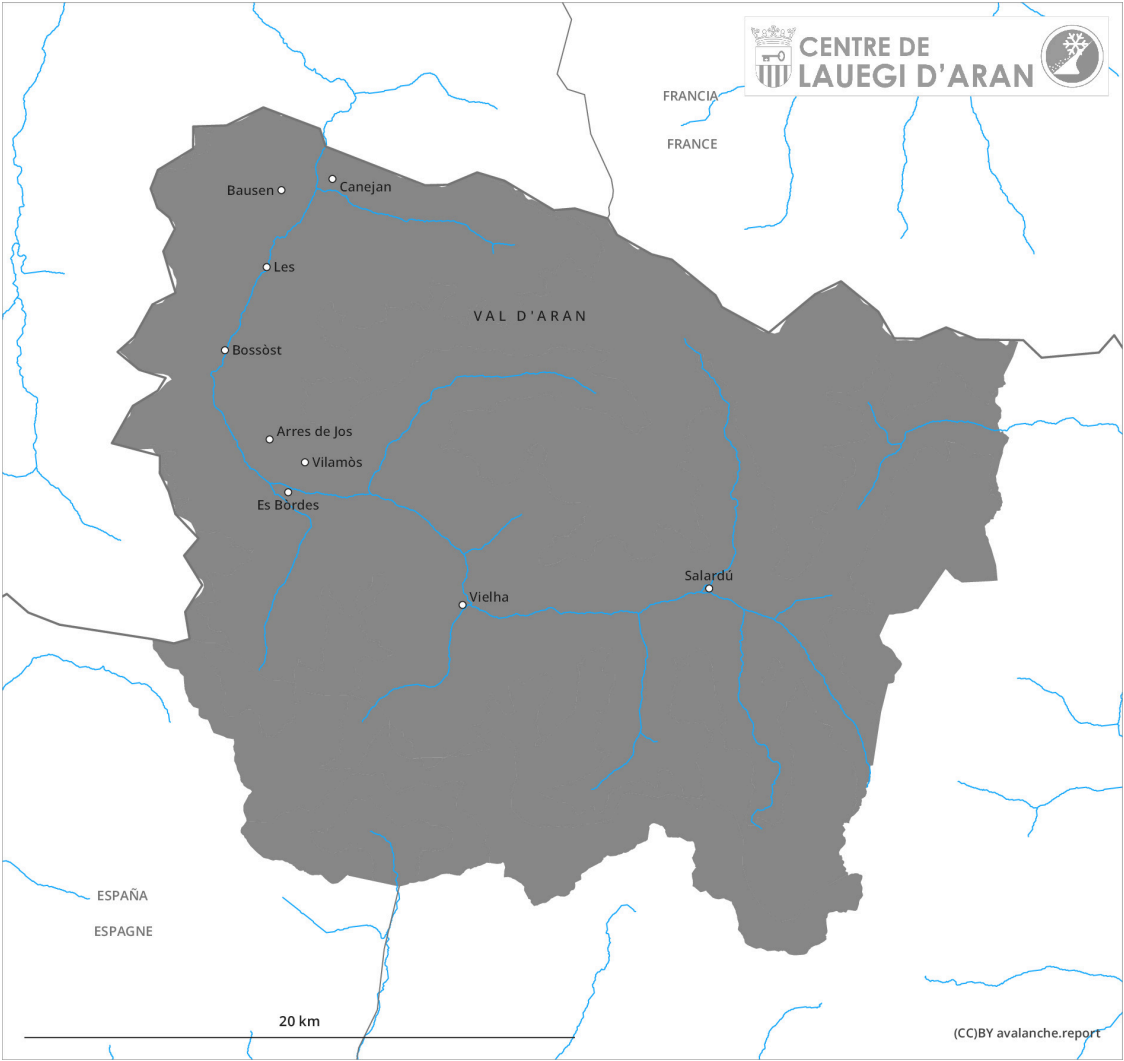 CENTRE DE
LAUEGI D'ARAN
FRANCIA
FRANCE
Bausen
Canejan
Les
VAL D'ARAN
Bossòst
Arres de Jos
Vilamòs
Es Bòrdes
Salardú
Vielha
ESPAÑA
ESPAGNE
20 km
(CC)BY avalanche.report